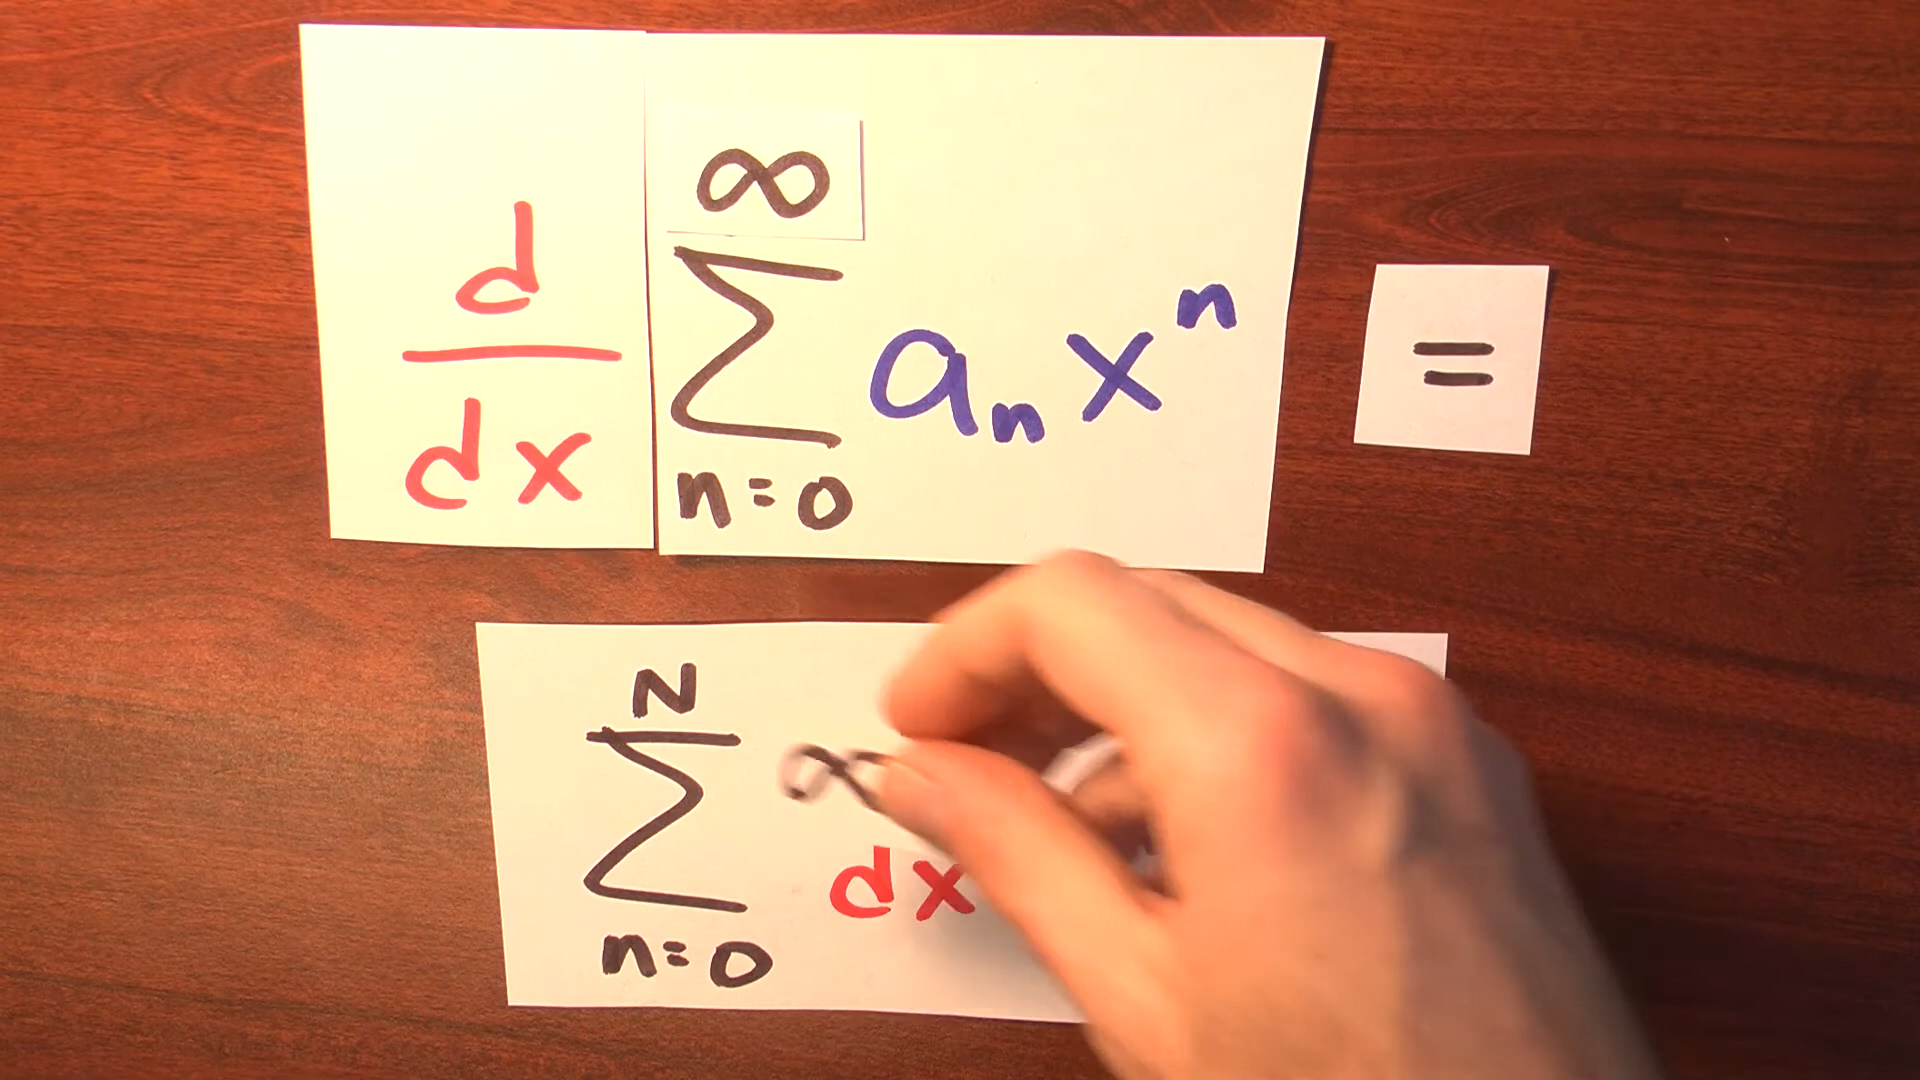 d/dx ∞ ∑ n=0 aₙxⁿ =
N ∑ n=0 ∞ dx